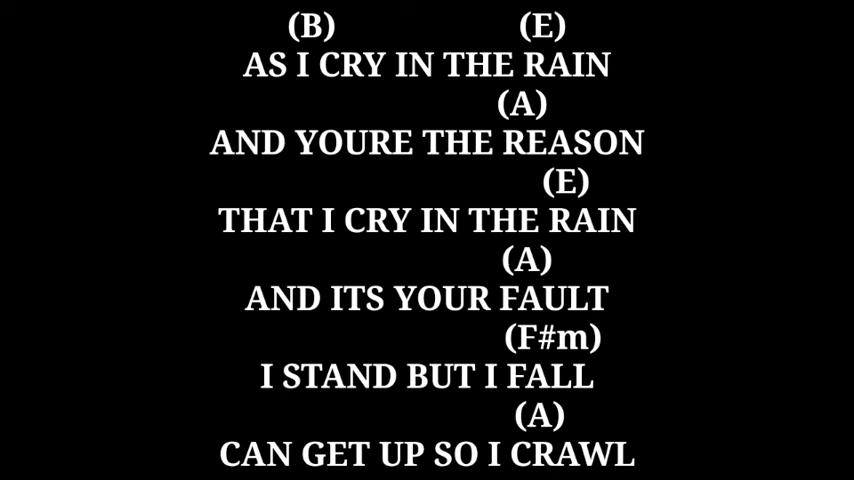 (B) (E)
AS I CRY IN THE RAIN
(A)
AND YOURE THE REASON
(E)
THAT I CRY IN THE RAIN
(A)
AND ITS YOUR FAULT
(F#m)
I STAND BUT I FALL
(A)
CAN GET UP SO I CRAWL